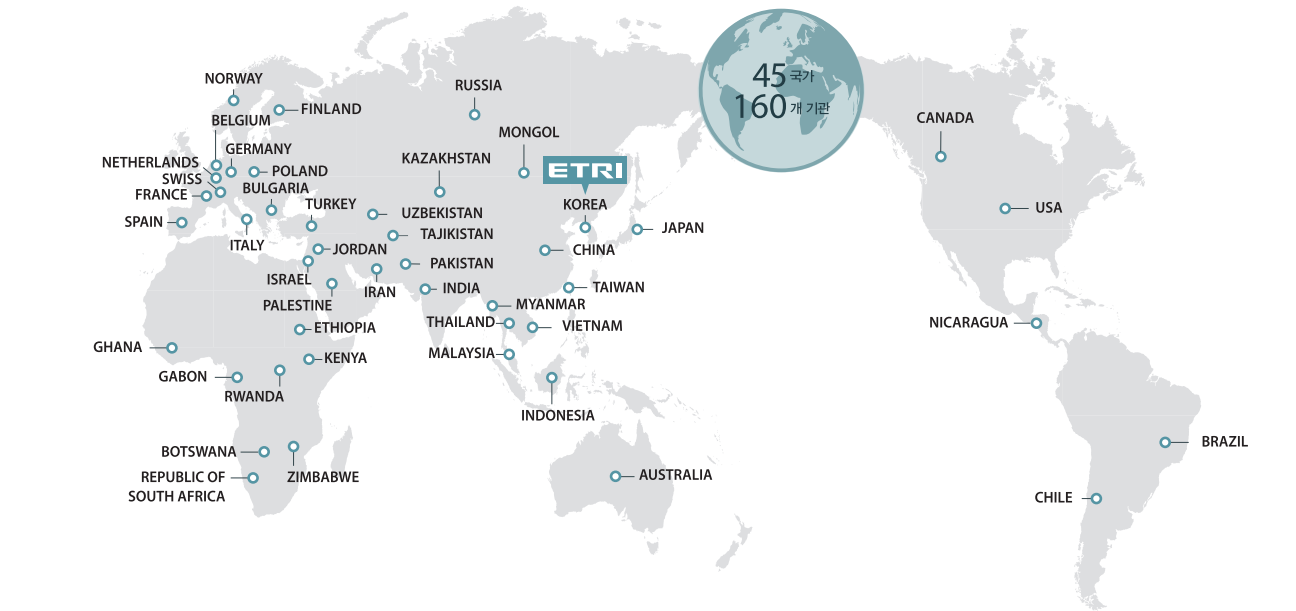 45 국가
160 개 기관
NORWAY
RUSSIA
FINLAND
BELGIUM
CANADA
MONGOL
GERMANY
NETHERLANDS
KAZAKHSTAN
POLAND
ETRI
SWISS
BULGARIA
FRANCE
TURKEY
KOREA
USA
UZBEKISTAN
SPAIN
JAPAN
TAJIKISTAN
ITALY
JORDAN
CHINA
PAKISTAN
ISRAEL
IRAN
INDIA
TAIWAN
PALESTINE
MYANMAR
THAILAND
VIETNAM
NICARAGUA
ETHIOPIA
GHANA
KENYA
MALAYSIA
GABON
RWANDA
INDONESIA
BRAZIL
BOTSWANA
REPUBLIC OF
SOUTH AFRICA
ZIMBABWE
AUSTRALIA
CHILE